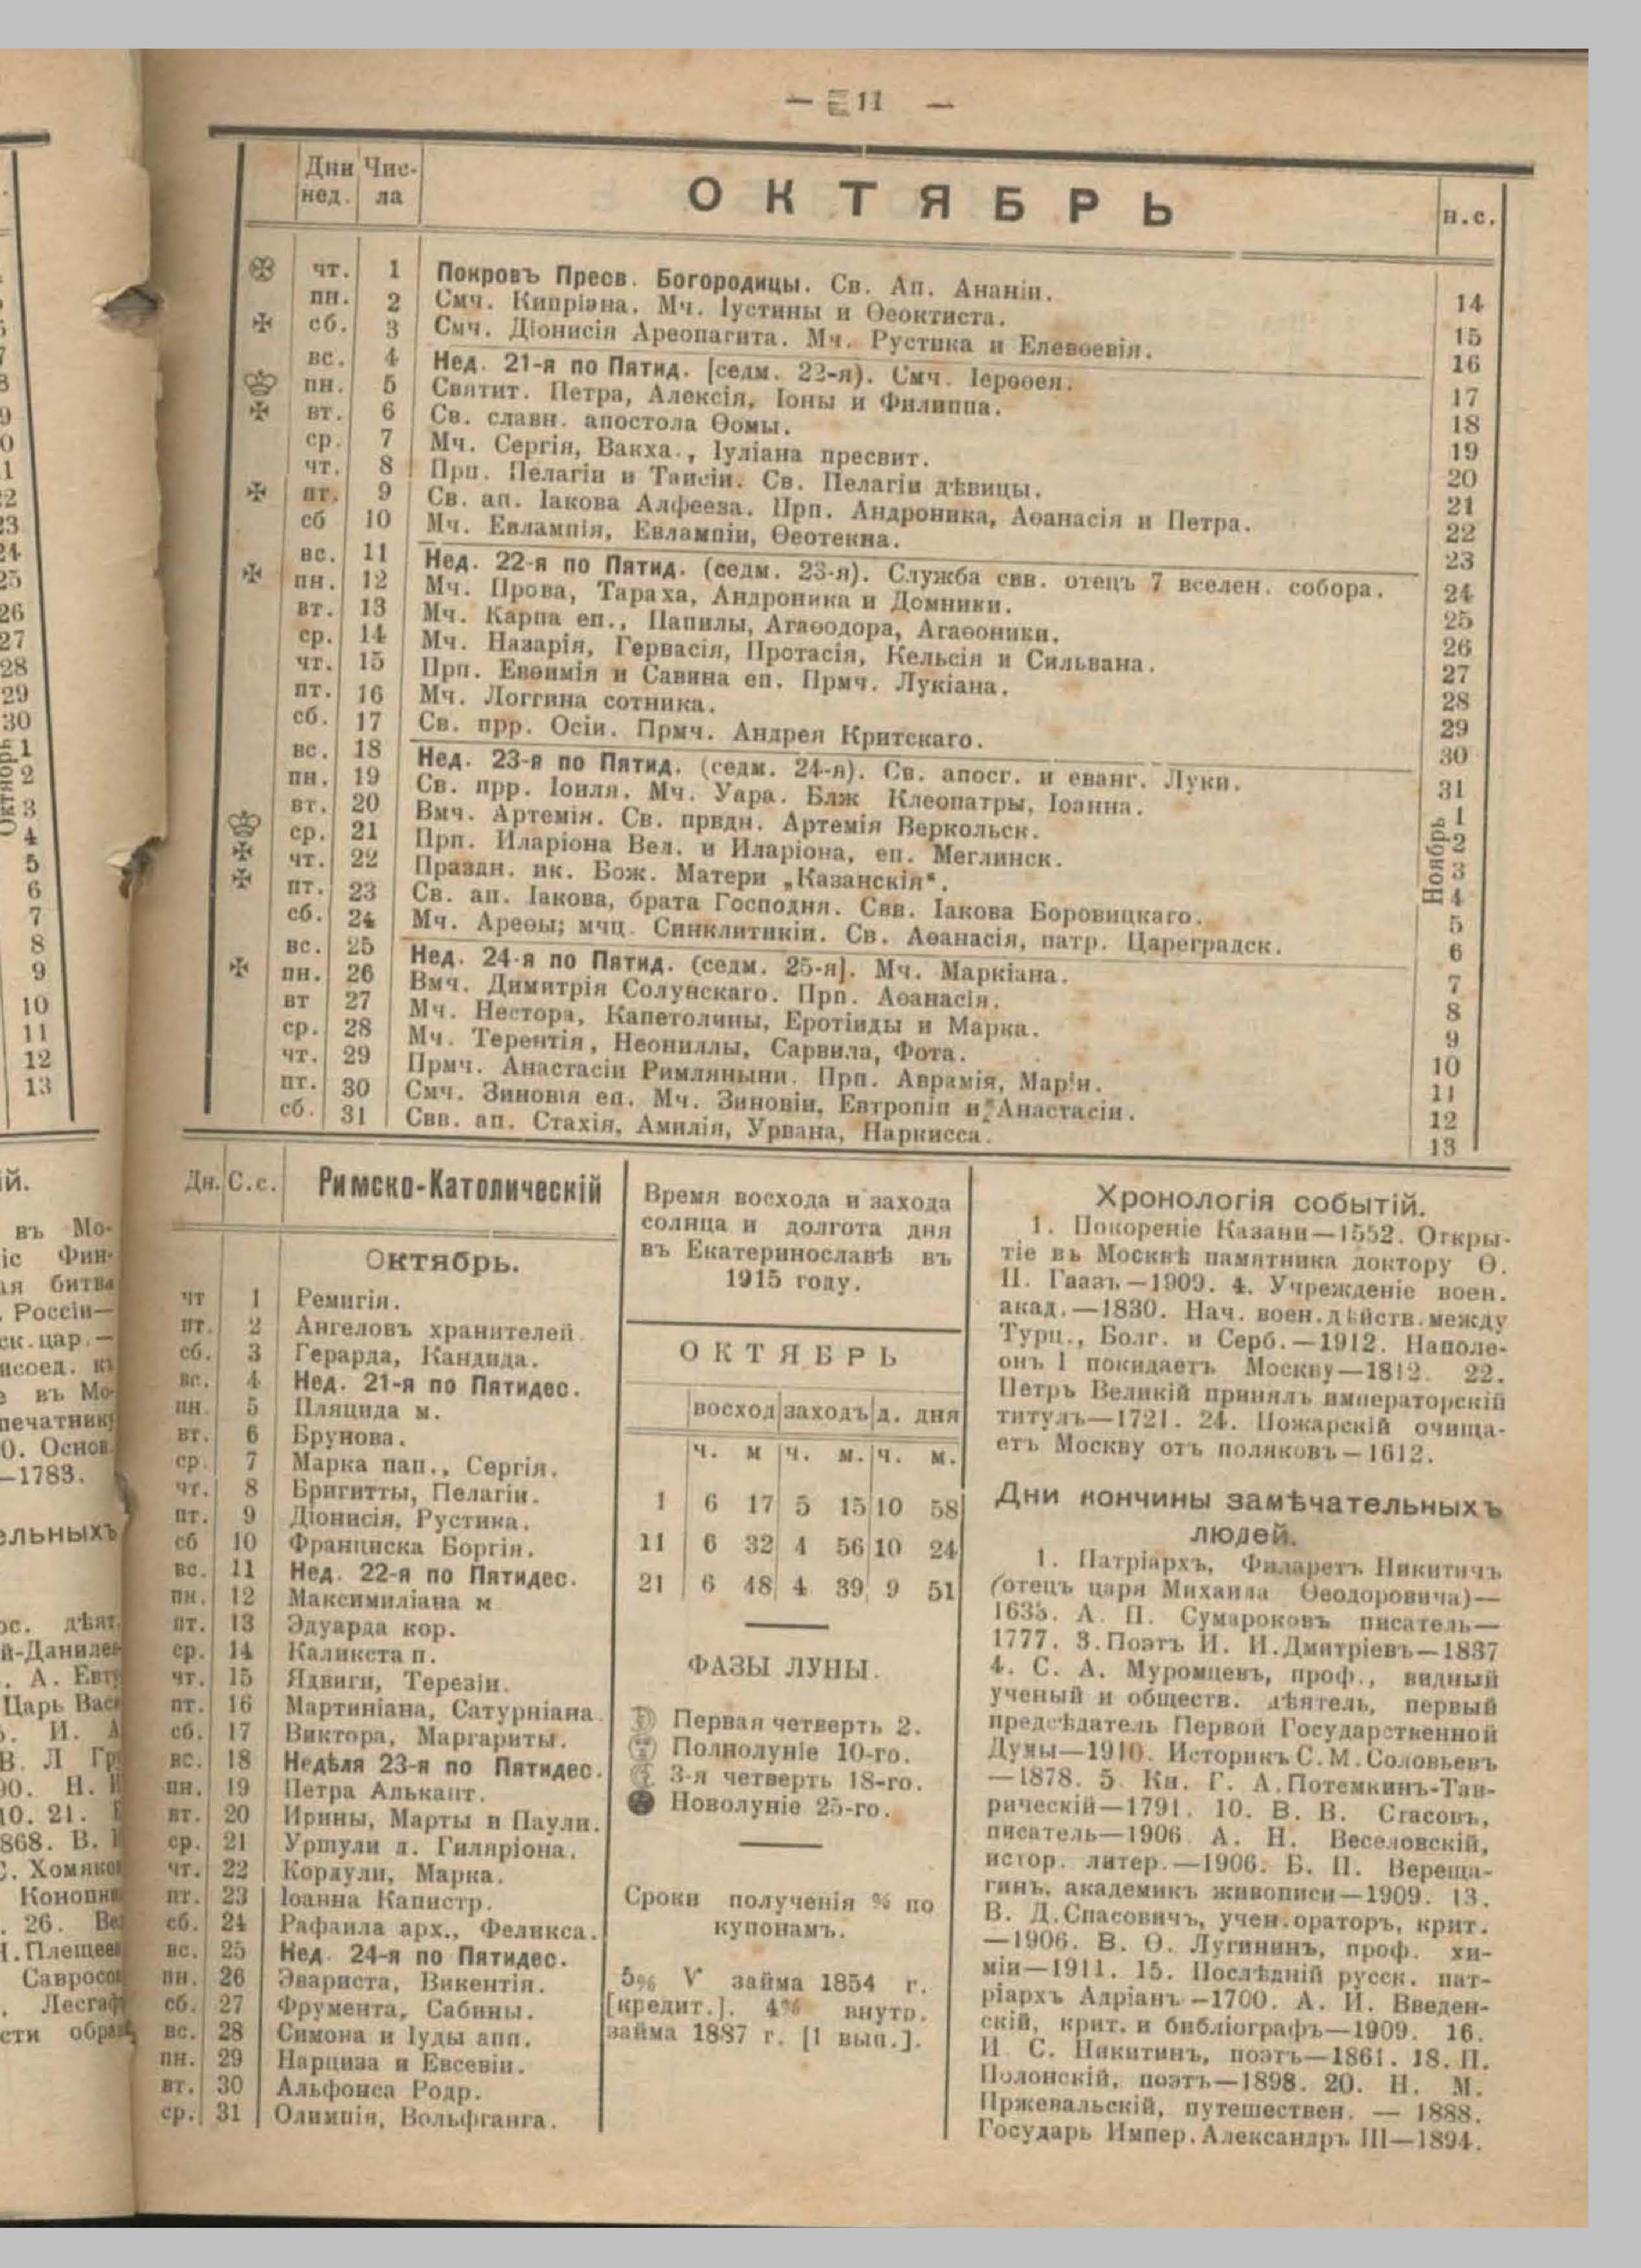 — 11 —
Дни нед. Чис-ла ОКТЯБРЬ н.с.
чт. 1 Покровъ Пресв. Богородицы. Св. Ап. Ананіи. 14
пн. 2 Смч. Кипріана. Мч. Іустины и Ѳеоктиста. 15
сб. 3 Смч. Діонисія Ареопагита. Мч. Рустика и Елевѳевія. 16
вс. 4 Нед. 21-я по Пятид. [седм. 22-я). Смч. Іероѳея. 17
пн. 5 Святит. Петра, Алексія, Іоны и Филиппа. 18
вт. 6 Св. славн. апостола Ѳомы. 19
ср. 7 Мч. Сергія, Вакха., Іуліана пресвит. 20
чт. 8 Прп. Пелагіи и Таисіи. Св. Пелагіи дѣвицы. 21
пт. 9 Св. ап. Іакова Алфеева. Прп. Андроника, Аѳанасія и Петра. 22
сб 10 Мч. Евлампія, Евлампіи, Ѳеотекна. 23
вс. 11 Нед. 22-я по Пятид. (седм. 23-я). Служба свв. отецъ 7 вселен. собора. 24
пн. 12 Мч. Прова, Тараха, Андроника и Домники. 25
вт. 13 Мч. Карпа еп., Папилы, Агаѳодора, Агаѳоники. 26
ср. 14 Мч. Назарія, Гервасія, Протасія, Кельсія и Сильвана. 27
чт. 15 Прп. Евѳимія и Савина еп. Прмч. Лукіана. 28
пт. 16 Мч. Логгина сотника. 29
сб. 17 Св. прр. Осіи. Прмч. Андрея Критскаго. 30
вс. 18 Нед. 23-я по Пятид. (седм. 24-я). Св. апост. и еванг. Луки. 31
пн. 19 Св. прр. Іоиля. Мч. Уара. Блж Клеопатры, Іоанна. Ноябрь 1
вт. 20 Вмч. Артемія. Св. првдн. Артемія Веркольск. 2
ср. 21 Прп. Иларіона Вел. и Иларіона, еп. Меглинск. 3
чт. 22 Праздн. ик. Бож. Матери „Казанскія“. 4
пт. 23 Св. ап. Іакова, брата Господня. Свв. Іакова Боровицкаго. 5
сб. 24 Мч. Ареѳы; мчц. Синклитикіи. Св. Аѳанасія, патр. Цареградск. 6
вс. 25 Нед. 24-я по Пятид. (седм. 25-я]. Мч. Маркіана. 7
пн. 26 Вмч. Димитрія Солунскаго. Прп. Аѳанасія. 8
вт 27 Мч. Нестора, Капетолины, Еротіиды и Марка. 9
ср. 28 Мч. Терентія, Неониллы, Сарвила, Фота. 10
чт. 29 Прмч. Анастасіи Римляныни. Прп. Аврамія, Маріи. 11
пт. 30 Смч. Зиновія еп. Мч. Зиновіи, Евтропіи и Анастасіи. 12
сб. 31 Свв. ап. Стахія, Амилія, Урвана, Наркисса. 13
Дн. С.с. Римско-Католическій
Октябрь.
чт 1 Ремигія.
пт. 2 Ангеловъ хранителей
сб. 3 Герарда, Кандида.
вс. 4 Нед. 21-я по Пятидес.
пн 5 Пляцида м.
вт. 6 Брунова.
ср. 7 Марка пап., Сергія.
чт. 8 Бригитты, Пелагіи.
пт. 9 Діонисія, Рустика.
сб 10 Франциска Боргія.
вс. 11 Нед. 22-я по Пятидес.
пн. 12 Максимиліана м
пт. 13 Эдуарда кор.
ср. 14 Каликста п.
чт. 15 Ядвиги, Терезіи.
пт. 16 Мартиніана, Сатурніана.
сб. 17 Виктора, Маргариты.
вс. 18 Недѣля 23-я по Пятидес.
пн. 19 Петра Алькант.
вт. 20 Ирины, Марты и Паули.
ср. 21 Уршули д. Гиляріона.
чт. 22 Кордули, Марка.
пт. 23 Іоанна Капистр.
сб. 24 Рафаила арх., Феликса.
вс. 25 Нед. 24-я по Пятидес.
пн. 26 Эвариста, Викентія.
сб. 27 Фрумента, Сабины.
вс. 28 Симона и Іуды апп.
пн. 29 Нарциза и Евсевіи.
вт. 30 Альфонса Родр.
ср. 31 Олимпія, Вольфганга.
Время восхода и захода
солнца и долгота дня
въ Екатеринославѣ въ
1915 году.
ОКТЯБРЬ
восход заходъ д. дня
ч. м ч. м. ч. м.
1 6 17 5 15 10 58
11 6 32 4 56 10 24
21 6 48 4 39 9 51
ФАЗЫ ЛУНЫ.
Первая четверть 2.
Полнолуніе 10-го.
3-я четверть 18-го.
Новолуніе 25-го.
Сроки полученія % по
купонамъ.
5% V займа 1854 г.
[кредит.]. 4% внутр.
займа 1887 г. [1 вып.].
Хронологія событій.
1. Покореніе Казани—1552. Откры-
тіе въ Москвѣ памятника доктору Ѳ.
П. Гаазъ—1909. 4. Учрежденіе воен.
акад.—1830. Нач. воен.дѣйств.между
Турц., Болг. и Серб.—1912. Наполе-
онъ I покидаетъ Москву—1812. 22.
Петръ Великій принялъ императорскій
титулъ—1721. 24. Пожарскій очища-
етъ Москву отъ поляковъ—1612.
Дни кончины замѣчательныхъ
людей.
1. Патріархъ, Филаретъ Никитичъ
(отецъ царя Михаила Ѳеодоровича)—
1635. А. П. Сумароковъ писатель—
1777. 3.Поэтъ И. И.Дмитріевъ—1837
4. С. А. Муромцевъ, проф., видный
ученый и обществ. дѣятель, первый
предсѣдатель Первой Государственной
Думы—1910. Историкъ С.М.Соловьевъ
—1878. 5. Кн. Г. А.Потемкинъ-Тав-
рическій—1791. 10. В. В. Стасовъ,
писатель—1906. А. Н. Веселовскій,
истор. литер.—1906. Б. П. Вереща-
гинъ, академикъ живописи—1909. 13.
В. Д.Спасовичъ, учен.ораторъ, крит.
—1906. В. Ѳ. Лугининъ, проф. хи-
міи—1911. 15. Послѣдній русск. пат-
ріархъ Адріанъ—1700. А. И. Введен-
скій, крит. и библіографъ—1909. 16.
И С. Никитинъ, поэтъ—1861. 18. П.
Полонскій, поэтъ—1898. 20. Н. М.
Пржевальскій, путешествен. — 1888.
Государь Импер. Александръ III—1894.